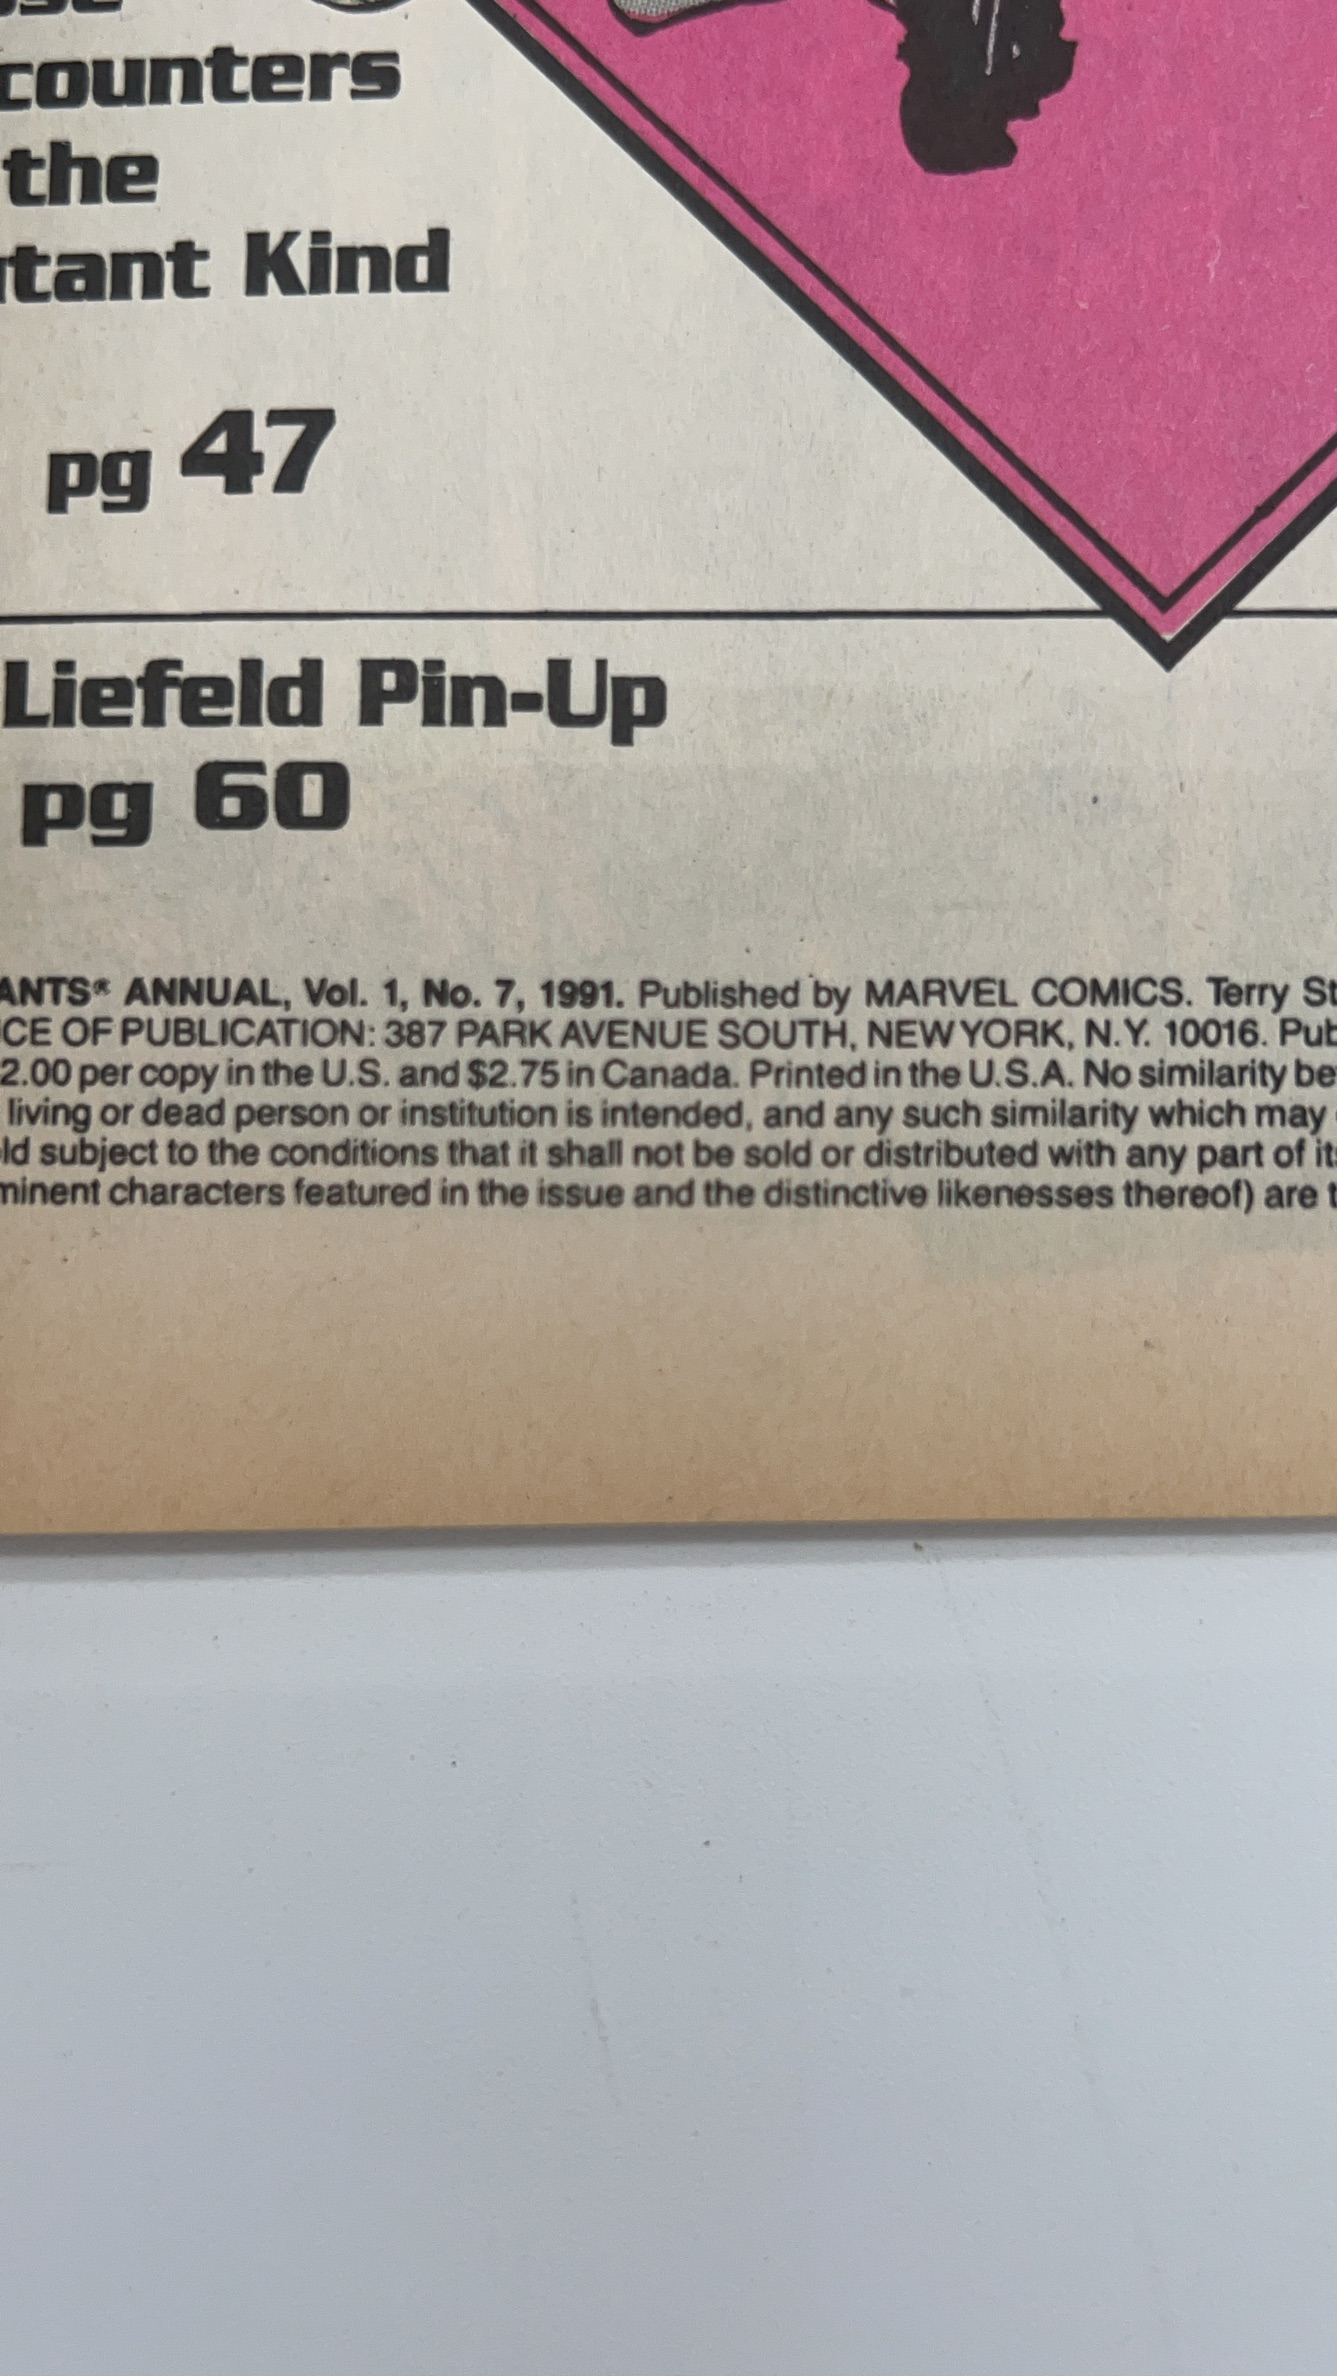 counters
the
tant Kind
pg 47
Liefeld Pin-Up
pg 60
ANTS® ANNUAL, Vol. 1, No. 7, 1991. Published by MARVEL COMICS. Terry St
CE OF PUBLICATION: 387 PARK AVENUE SOUTH, NEW YORK, N.Y. 10016. Pub
2.00 per copy in the U.S. and $2.75 in Canada. Printed in the U.S.A. No similarity be
living or dead person or institution is intended, and any such similarity which may
ld subject to the conditions that it shall not be sold or distributed with any part of its
minent characters featured in the issue and the distinctive likenesses thereof) are t